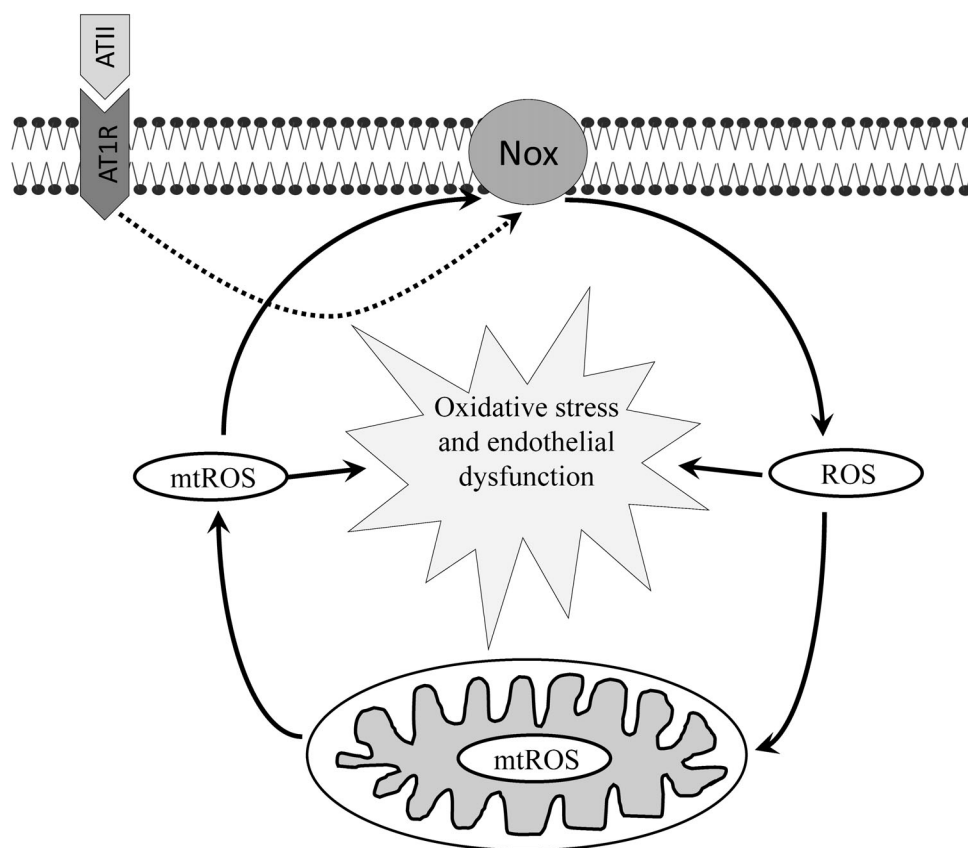 ATII
AT1R
Nox
Oxidative stress
and endothelial
dysfunction
mtROS
ROS
mtROS